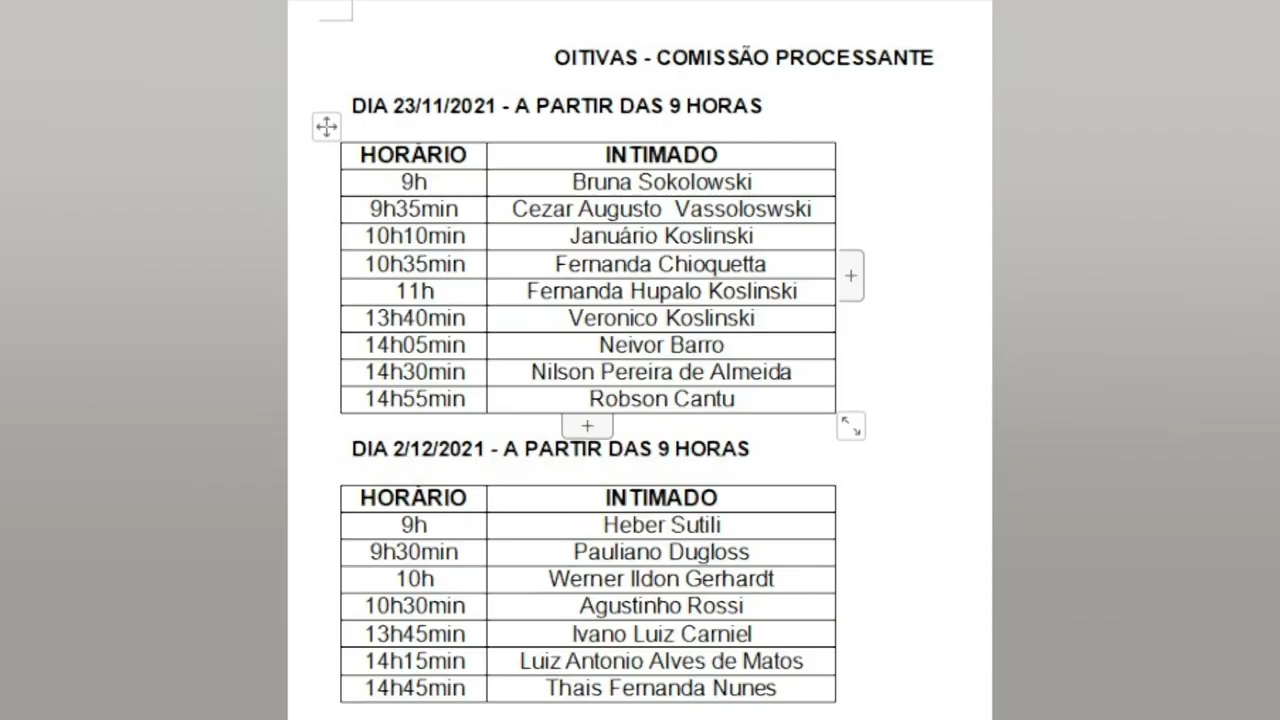 OITIVAS - COMISSÃO PROCESSANTE
DIA 23/11/2021 - A PARTIR DAS 9 HORAS
HORÁRIO INTIMADO
9h Bruna Sokolowski
9h35min Cezar Augusto Vassoloswski
10h10min Januário Koslinski
10h35min Fernanda Chioquetta
11h Fernanda Hupalo Koslinski
13h40min Veronico Koslinski
14h05min Neivor Barro
14h30min Nilson Pereira de Almeida
14h55min Robson Cantu
DIA 2/12/2021 - A PARTIR DAS 9 HORAS
HORÁRIO INTIMADO
9h Heber Sutili
9h30min Pauliano Dugloss
10h Werner Ildon Gerhardt
10h30min Agustinho Rossi
13h45min Ivano Luiz Carniel
14h15min Luiz Antonio Alves de Matos
14h45min Thais Fernanda Nunes